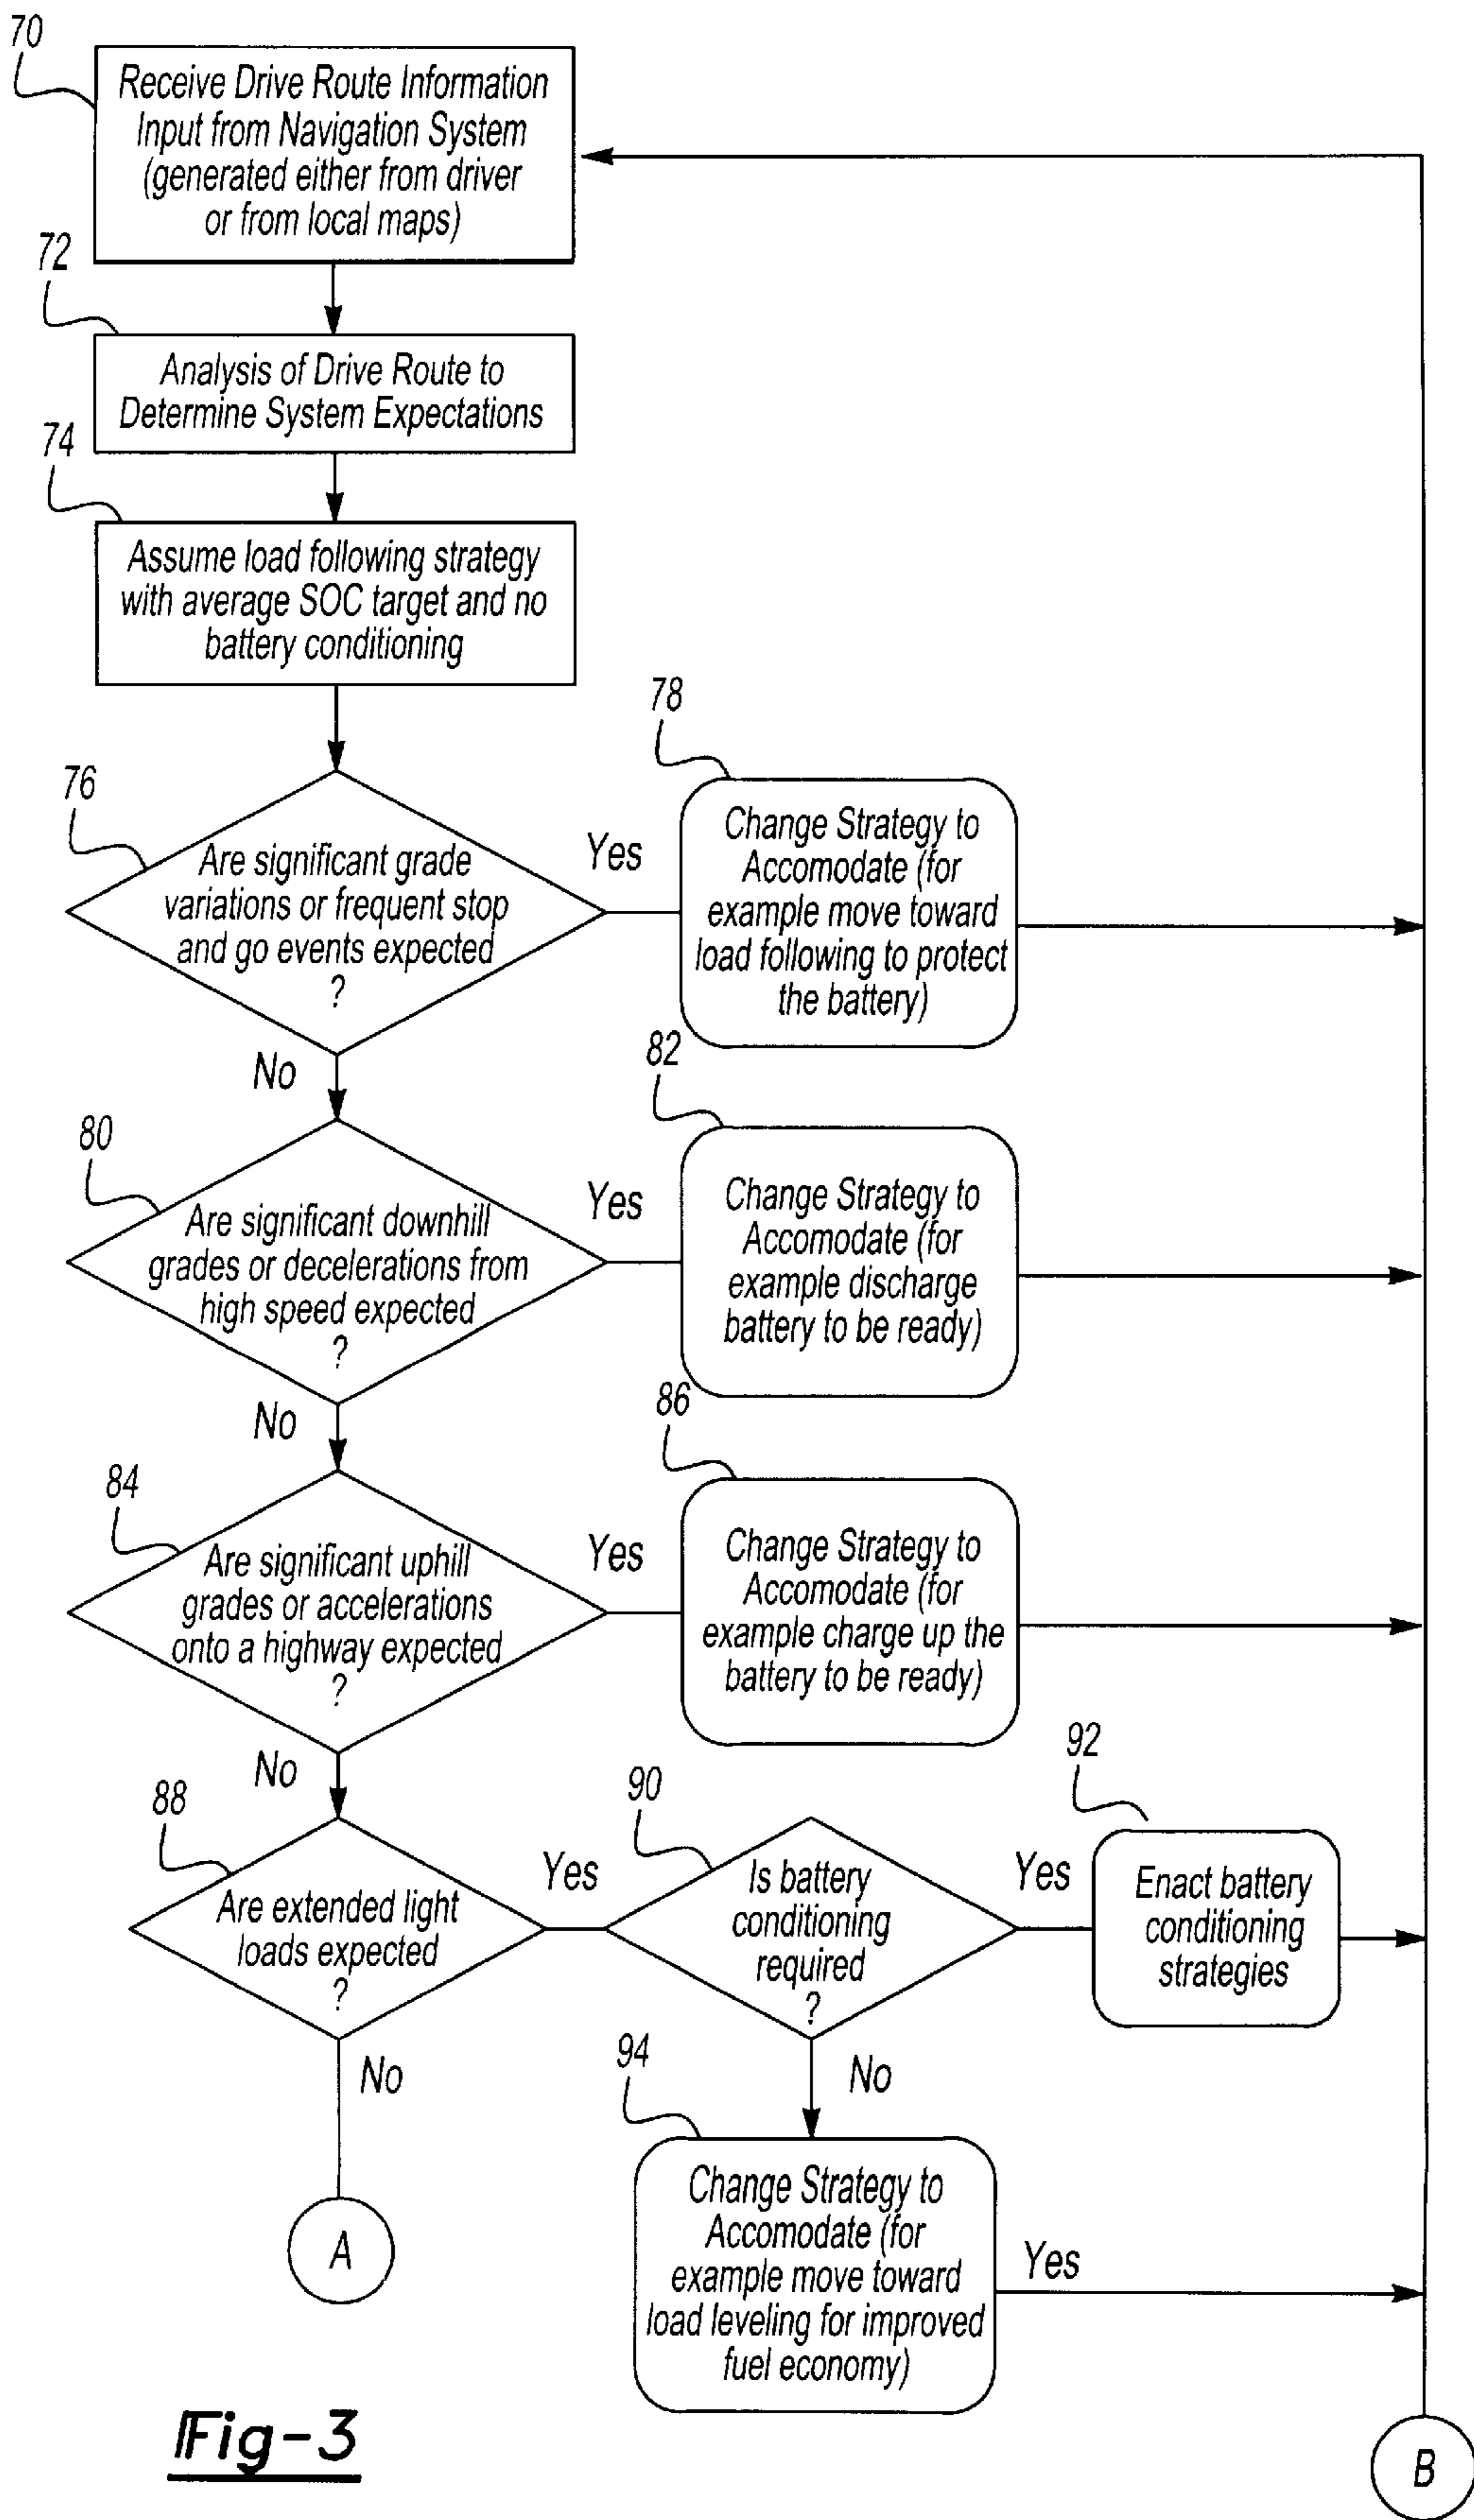 70
Receive Drive Route Information
Input from Navigation System
(generated either from driver
or from local maps)
72
Analysis of Drive Route to
Determine System Expectations
74
Assume load following strategy
with average SOC target and no
battery conditioning
76
Are significant grade
variations or frequent stop
and go events expected
?
Yes
78
Change Strategy to
Accomodate (for
example move toward
load following to protect
the battery)
No
80
Are significant downhill
grades or decelerations from
high speed expected
?
Yes
82
Change Strategy to
Accomodate (for
example discharge
battery to be ready)
No
84
Are significant uphill
grades or accelerations
onto a highway expected
?
Yes
86
Change Strategy to
Accomodate (for
example charge up the
battery to be ready)
No
88
Are extended light
loads expected
?
Yes
90
Is battery
conditioning
required
?
Yes
92
Enact battery
conditioning
strategies
No
A
No
94
Change Strategy to
Accomodate (for
example move toward
load leveling for improved
fuel economy)
Yes
B
Fig-3